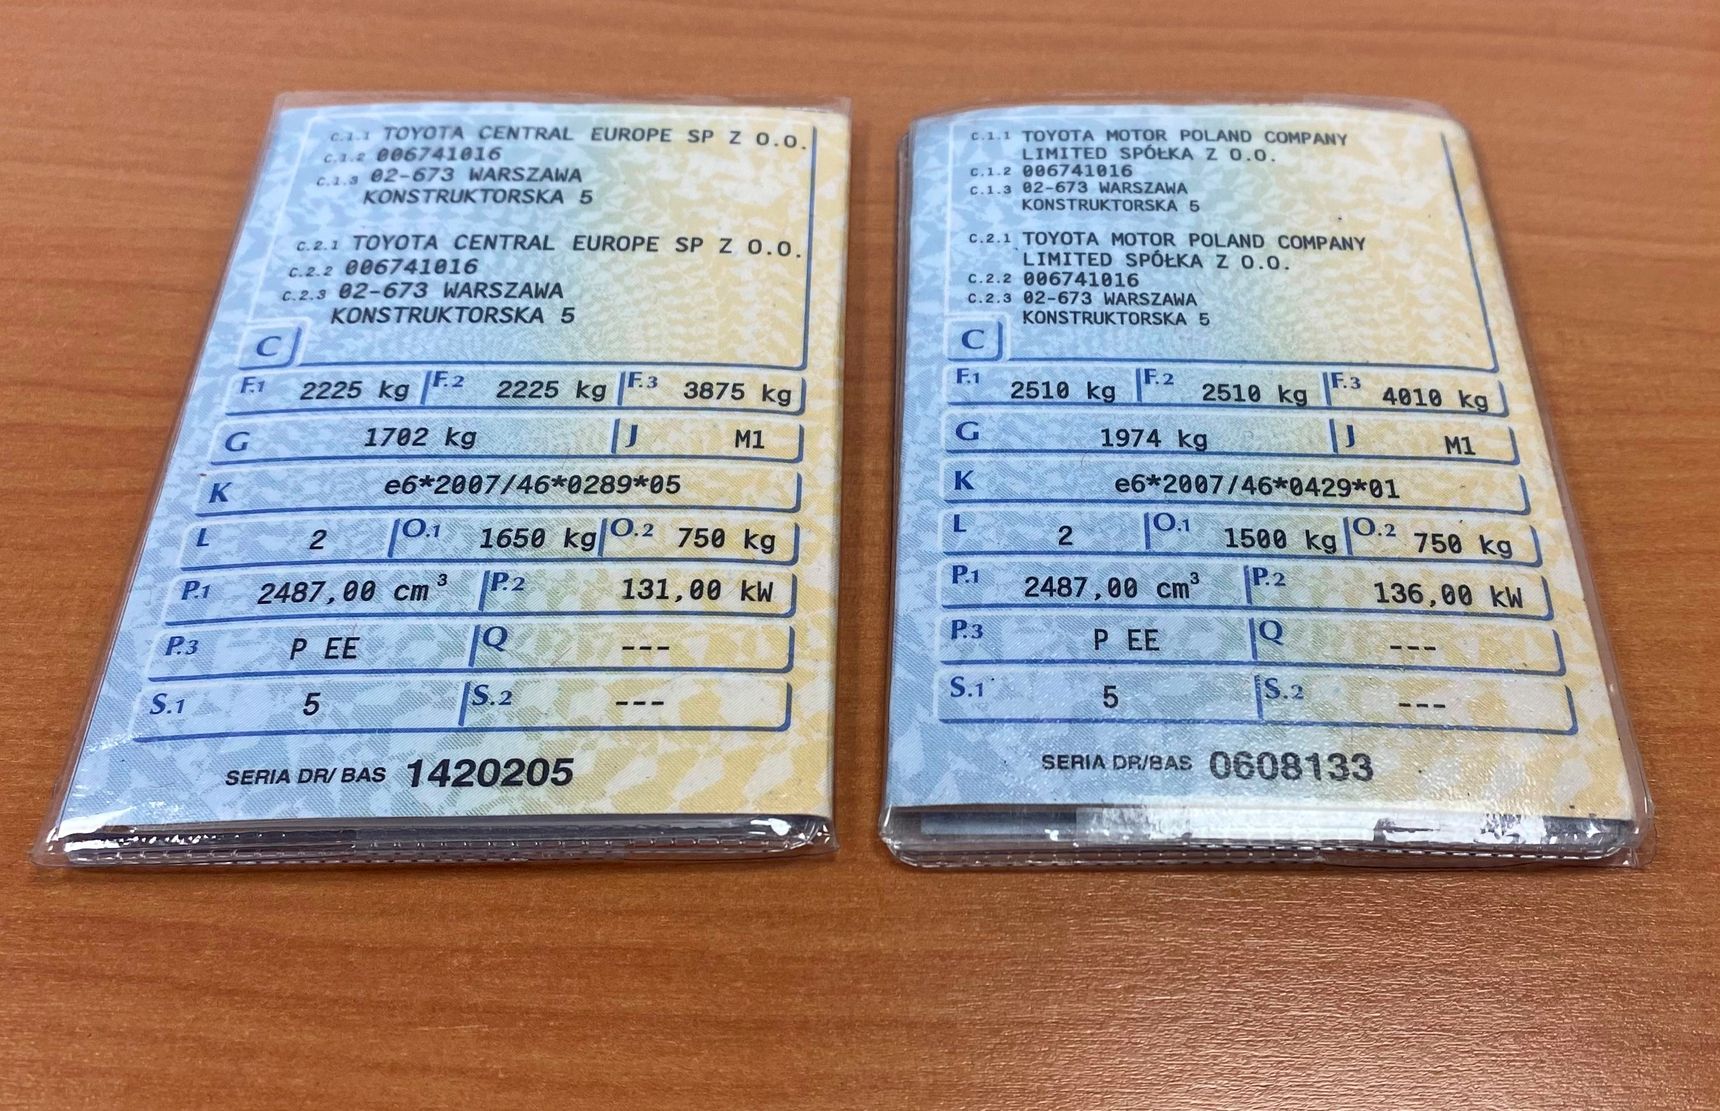 C.1.1 TOYOTA CENTRAL EUROPE SP Z O.O.
C.1.2 006741016
C.1.3 02-673 WARSZAWA
KONSTRUKTORSKA 5
C.2.1 TOYOTA CENTRAL EUROPE SP Z O.O.
C.2.2 006741016
C.2.3 02-673 WARSZAWA
KONSTRUKTORSKA 5
C
F.1 2225 kg F.2 2225 kg F.3 3875 kg
G 1702 kg J M1
K e6*2007/46*0289*05
L 2 O.1 1650 kg O.2 750 kg
P.1 2487,00 cm³ P.2 131,00 kW
P.3 P EE Q ---
S.1 5 S.2 ---
SERIA DR/BAS 1420205
C.1.1 TOYOTA MOTOR POLAND COMPANY
LIMITED SPÓŁKA Z O.O.
C.1.2 006741016
C.1.3 02-673 WARSZAWA
KONSTRUKTORSKA 5
C.2.1 TOYOTA MOTOR POLAND COMPANY
LIMITED SPÓŁKA Z O.O.
C.2.2 006741016
C.2.3 02-673 WARSZAWA
KONSTRUKTORSKA 5
C
F.1 2510 kg F.2 2510 kg F.3 4010 kg
G 1974 kg J M1
K e6*2007/46*0429*01
L 2 O.1 1500 kg O.2 750 kg
P.1 2487,00 cm³ P.2 136,00 kW
P.3 P EE Q ---
S.1 5 S.2 ---
SERIA DR/BAS 0608133